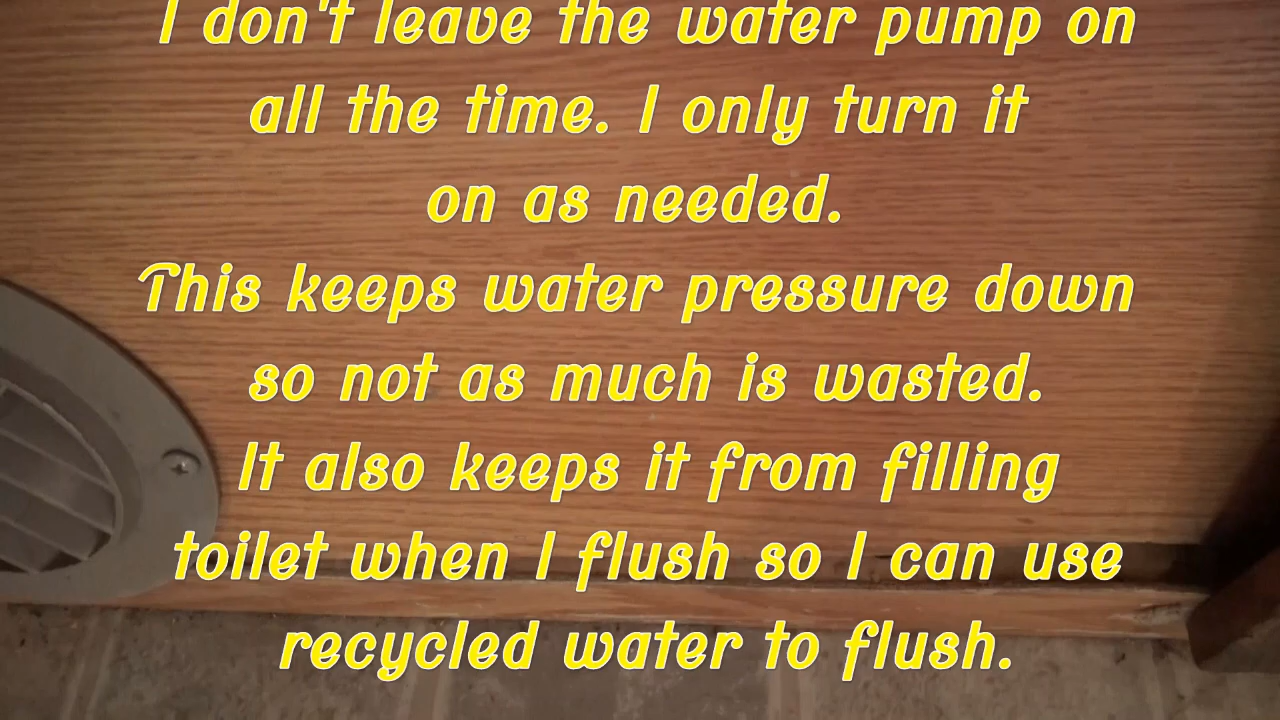 I don't leave the water pump on
all the time. I only turn it
on as needed.
This keeps water pressure down
so not as much is wasted.
It also keeps it from filling
toilet when I flush so I can use
recycled water to flush.